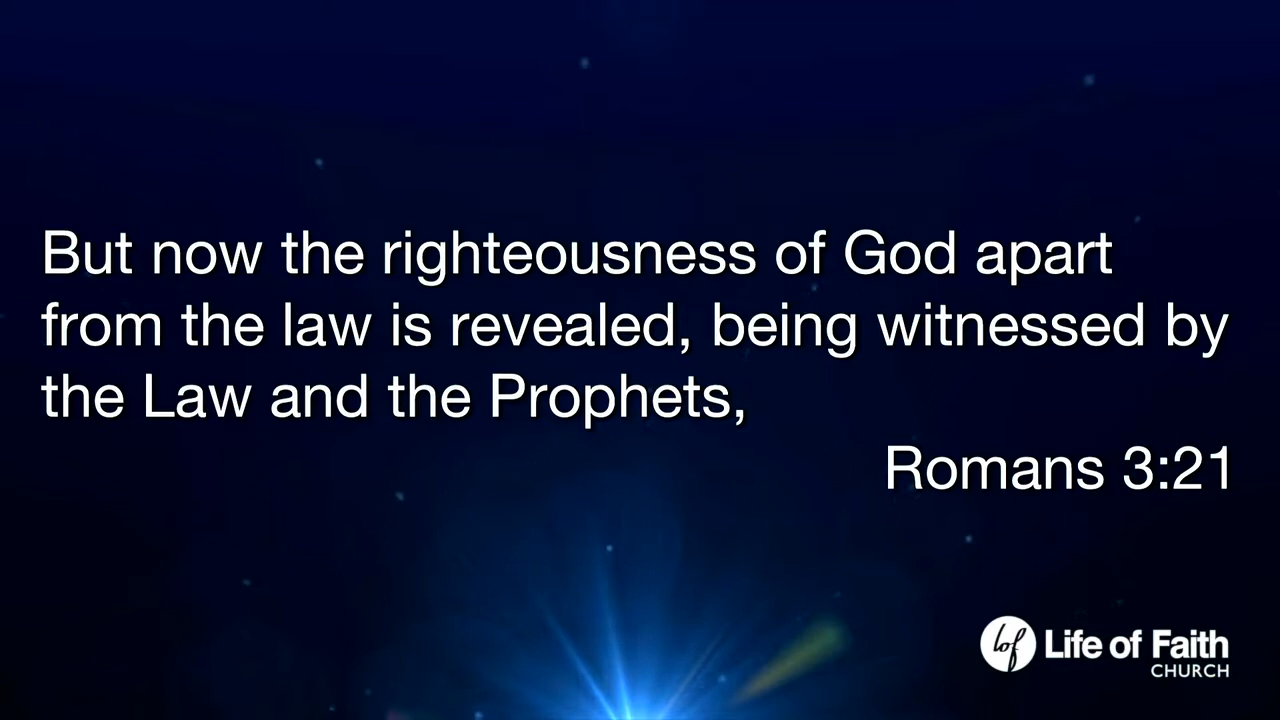 But now the righteousness of God apart
from the law is revealed, being witnessed by
the Law and the Prophets,
Romans 3:21
lof Life of Faith
CHURCH